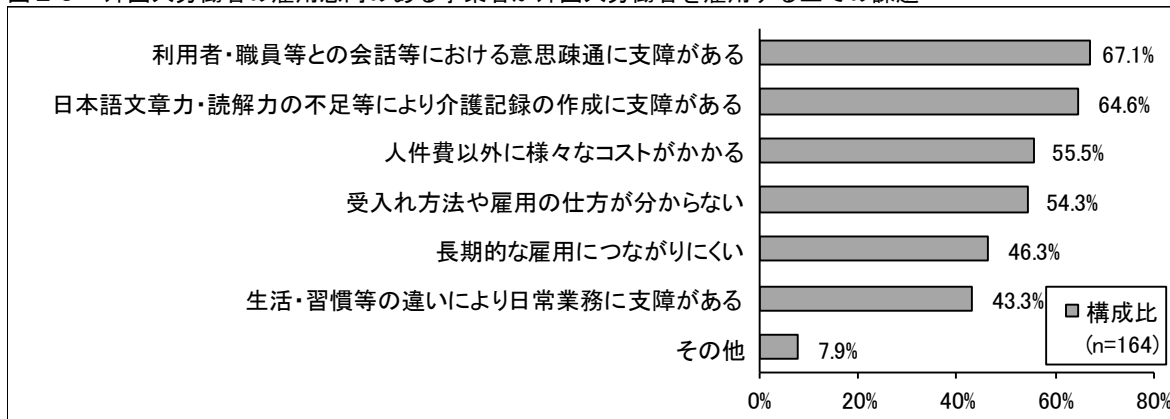 利用者・職員等との会話等における意思疎通に支障がある 67.1%
日本語文章力・読解力の不足等により介護記録の作成に支障がある 64.6%
人件費以外に様々なコストがかかる 55.5%
受入れ方法や雇用の仕方が分からない 54.3%
長期的な雇用につながりにくい 46.3%
生活・習慣等の違いにより日常業務に支障がある 43.3%
その他 7.9%
構成比
(n=164)
0% 20% 40% 60% 80%